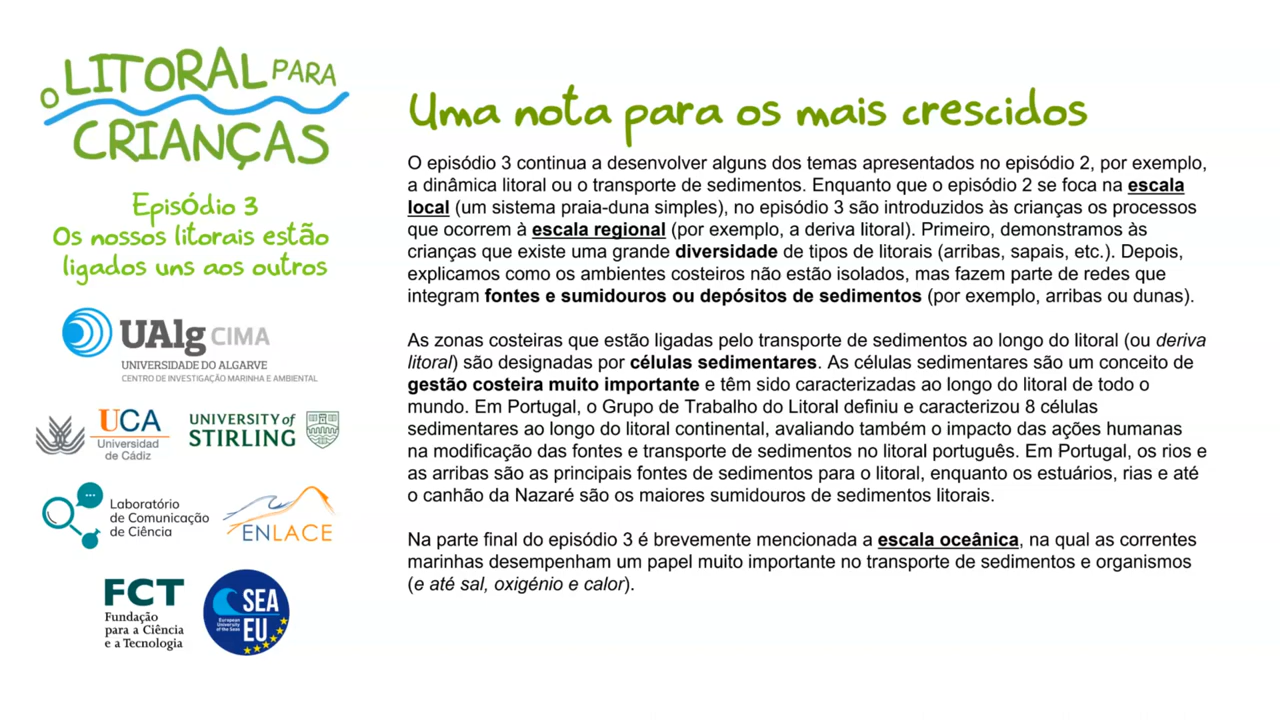 O LITORAL PARA
CRIANÇAS
Episódio 3
Os nossos litorais estão
ligados uns aos outros
UAlg CIMA
UNIVERSIDADE DO ALGARVE
CENTRO DE INVESTIGAÇÃO MARINHA E AMBIENTAL
UCA
Universidad
de Cádiz
UNIVERSITY of
STIRLING
Laboratório
de Comunicação
de Ciência
ENLACE
FCT
Fundação
para a Ciência
e a Tecnologia
SEA
EU
European
University
of the Seas
Uma nota para os mais crescidos
O episódio 3 continua a desenvolver alguns dos temas apresentados no episódio 2, por exemplo,
a dinâmica litoral ou o transporte de sedimentos. Enquanto que o episódio 2 se foca na escala
local (um sistema praia-duna simples), no episódio 3 são introduzidos às crianças os processos
que ocorrem à escala regional (por exemplo, a deriva litoral). Primeiro, demonstramos às
crianças que existe uma grande diversidade de tipos de litorais (arribas, sapais, etc.). Depois,
explicamos como os ambientes costeiros não estão isolados, mas fazem parte de redes que
integram fontes e sumidouros ou depósitos de sedimentos (por exemplo, arribas ou dunas).
As zonas costeiras que estão ligadas pelo transporte de sedimentos ao longo do litoral (ou deriva
litoral) são designadas por células sedimentares. As células sedimentares são um conceito de
gestão costeira muito importante e têm sido caracterizadas ao longo do litoral de todo o
mundo. Em Portugal, o Grupo de Trabalho do Litoral definiu e caracterizou 8 células
sedimentares ao longo do litoral continental, avaliando também o impacto das ações humanas
na modificação das fontes e transporte de sedimentos no litoral português. Em Portugal, os rios e
as arribas são as principais fontes de sedimentos para o litoral, enquanto os estuários, rias e até
o canhão da Nazaré são os maiores sumidouros de sedimentos litorais.
Na parte final do episódio 3 é brevemente mencionada a escala oceânica, na qual as correntes
marinhas desempenham um papel muito importante no transporte de sedimentos e organismos
(e até sal, oxigénio e calor).